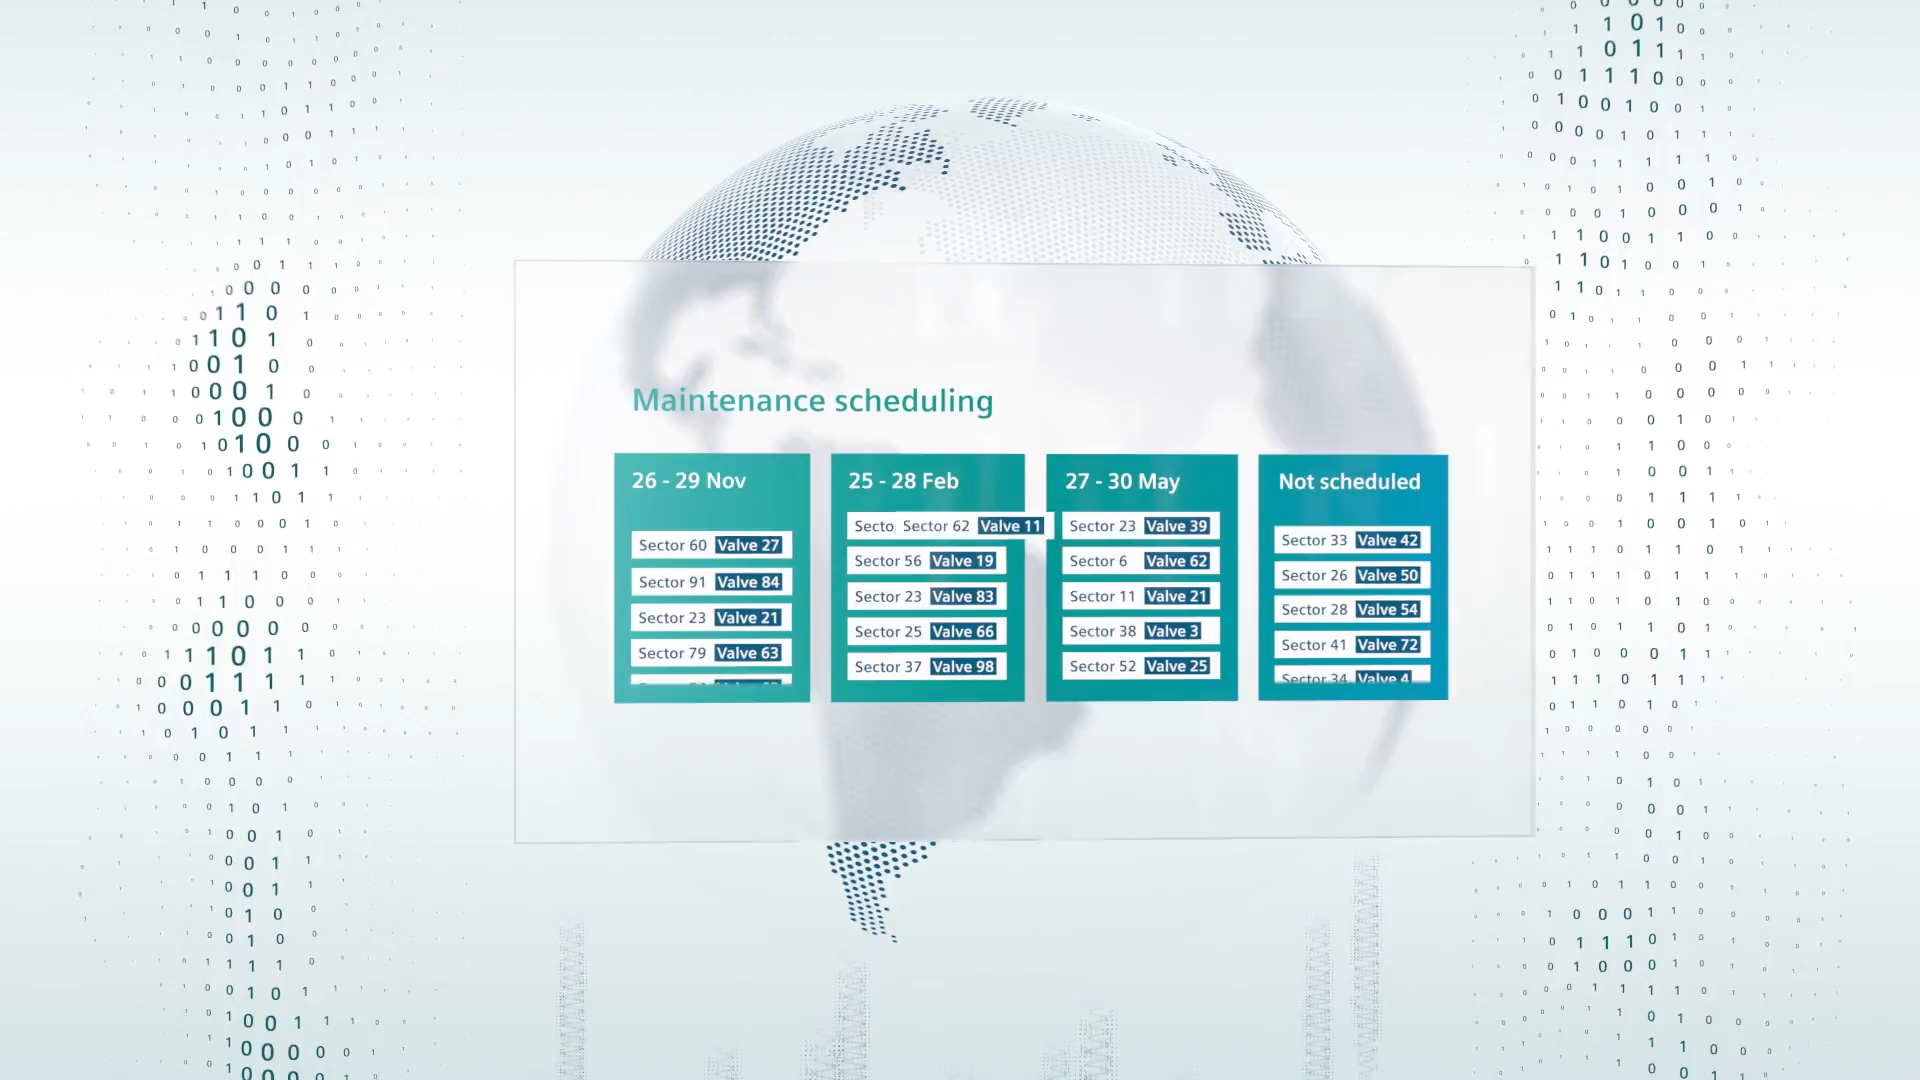 Maintenance scheduling
26 - 29 Nov
Sector 60 Valve 27
Sector 91 Valve 84
Sector 23 Valve 21
Sector 79 Valve 63
25 - 28 Feb
Secto Sector 62 Valve 11
Sector 56 Valve 19
Sector 23 Valve 83
Sector 25 Valve 66
Sector 37 Valve 98
27 - 30 May
Sector 23 Valve 39
Sector 6 Valve 62
Sector 11 Valve 21
Sector 38 Valve 3
Sector 52 Valve 25
Not scheduled
Sector 33 Valve 42
Sector 26 Valve 50
Sector 28 Valve 54
Sector 41 Valve 72
Sector 34 Valve 4